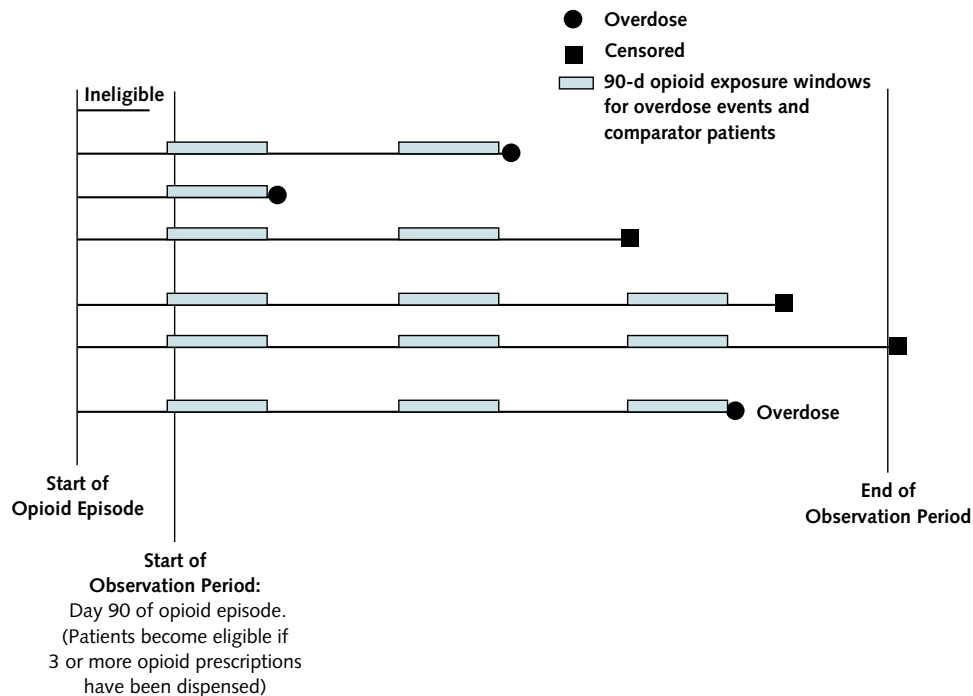 Overdose
Censored
90-d opioid exposure windows
for overdose events and
comparator patients
Ineligible
Overdose
Start of
Opioid Episode
End of
Observation Period
Start of
Observation Period:
Day 90 of opioid episode.
(Patients become eligible if
3 or more opioid prescriptions
have been dispensed)